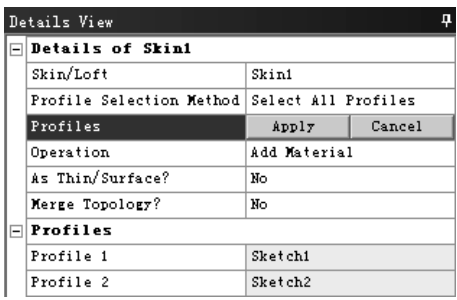 Details View
Details of Skin1
Skin/Loft Skin1
Profile Selection Method Select All Profiles
Profiles Apply Cancel
Operation Add Material
As Thin/Surface? No
Merge Topology? No
Profiles
Profile 1 Sketch1
Profile 2 Sketch2